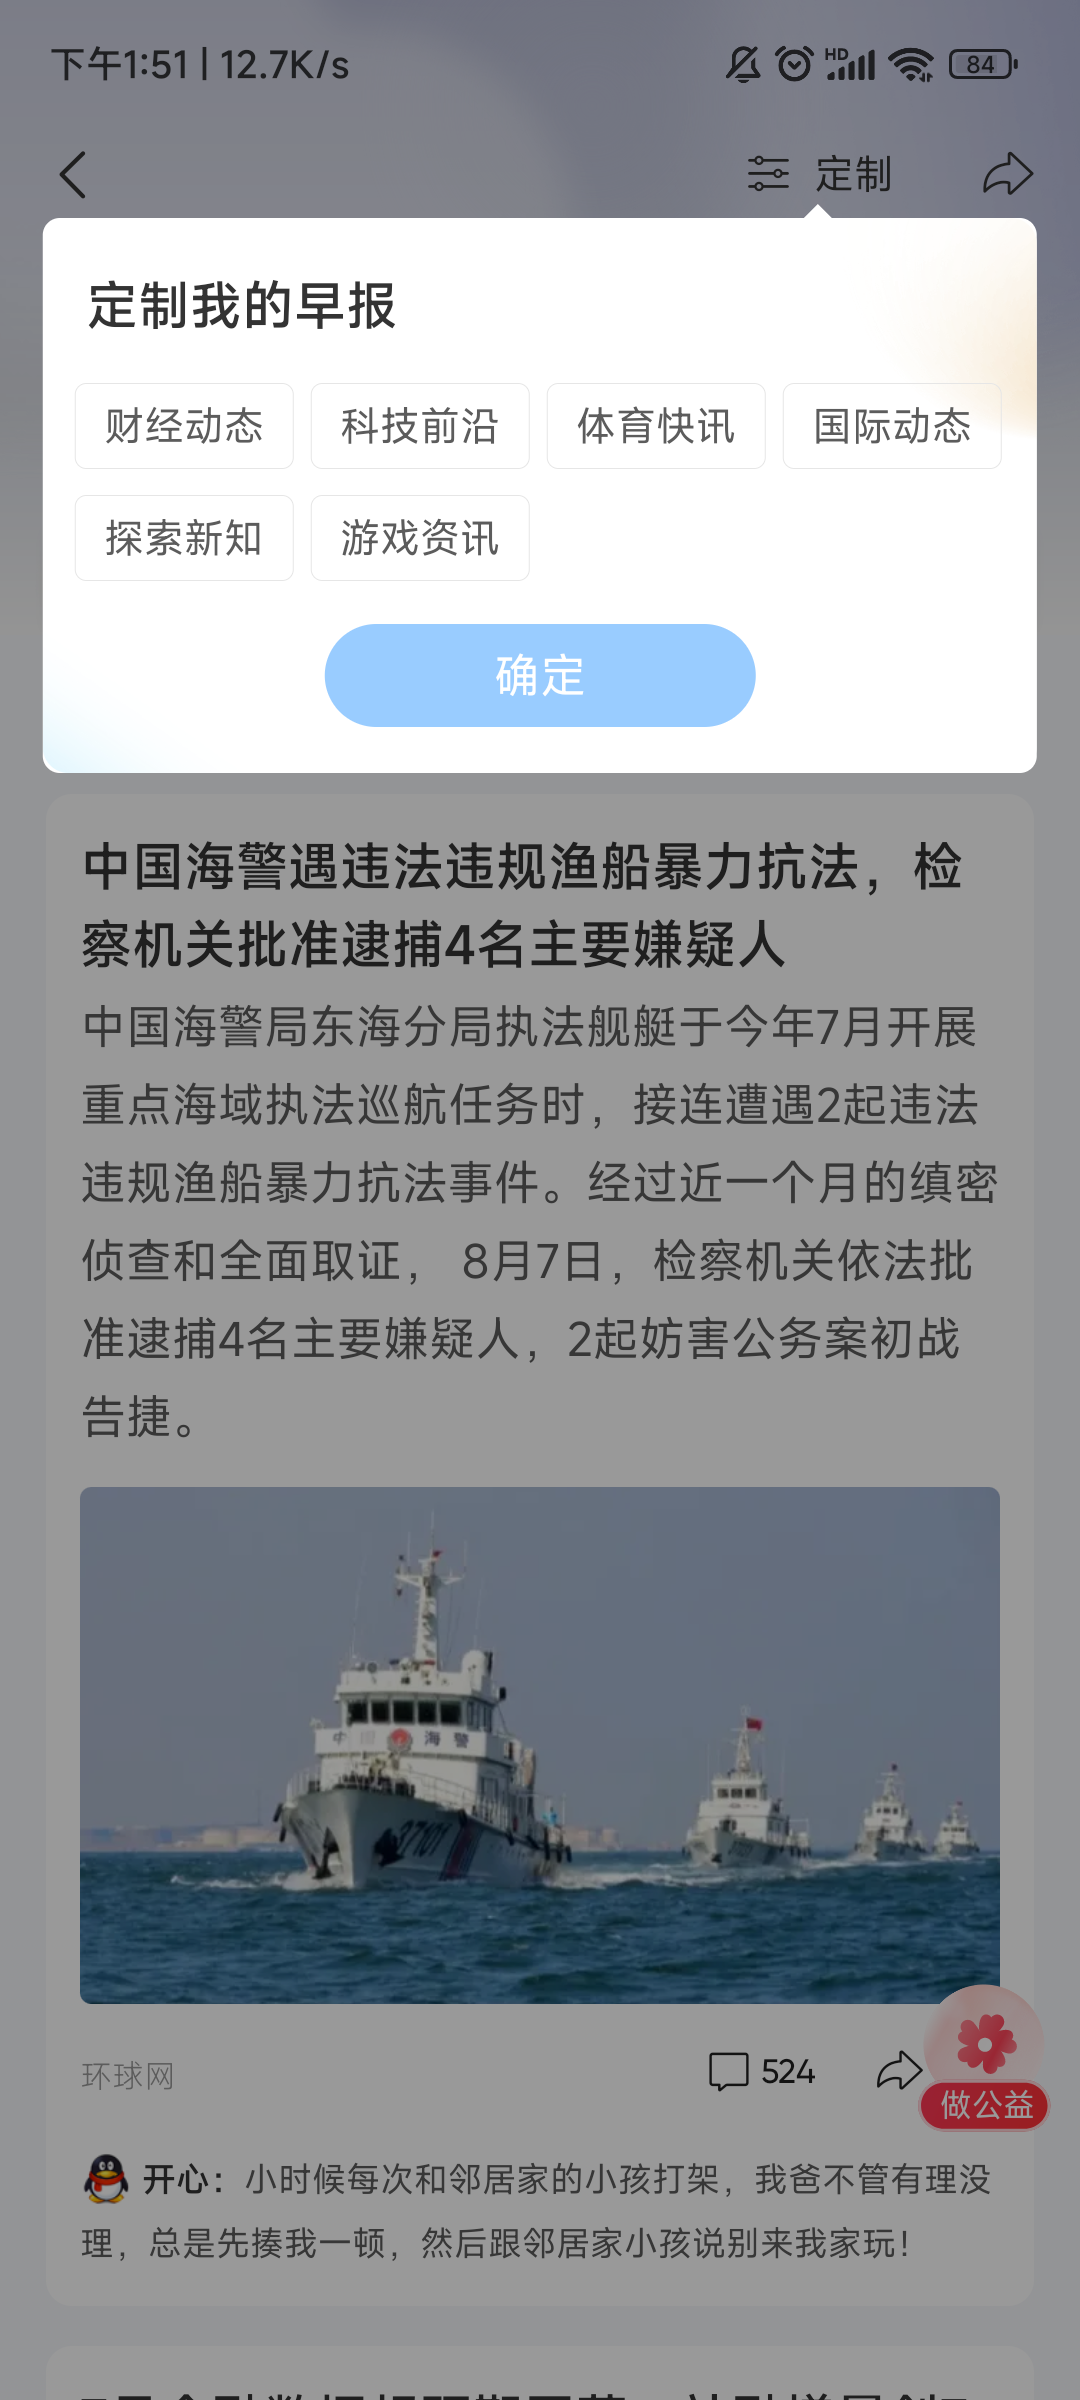 下午1:51 | 12.7K/s
HD
84
定制
定制我的早报
财经动态
科技前沿
体育快讯
国际动态
探索新知
游戏资讯
确定
中国海警遇违法违规渔船暴力抗法，检
察机关批准逮捕4名主要嫌疑人
中国海警局东海分局执法舰艇于今年7月开展
重点海域执法巡航任务时，接连遭遇2起违法
违规渔船暴力抗法事件。经过近一个月的缜密
侦查和全面取证， 8月7日，检察机关依法批
准逮捕4名主要嫌疑人，2起妨害公务案初战
告捷。
中国海警
27101
环球网
524
做公益
开心：小时候每次和邻居家的小孩打架，我爸不管有理没
理，总是先揍我一顿，然后跟邻居家小孩说别来我家玩！